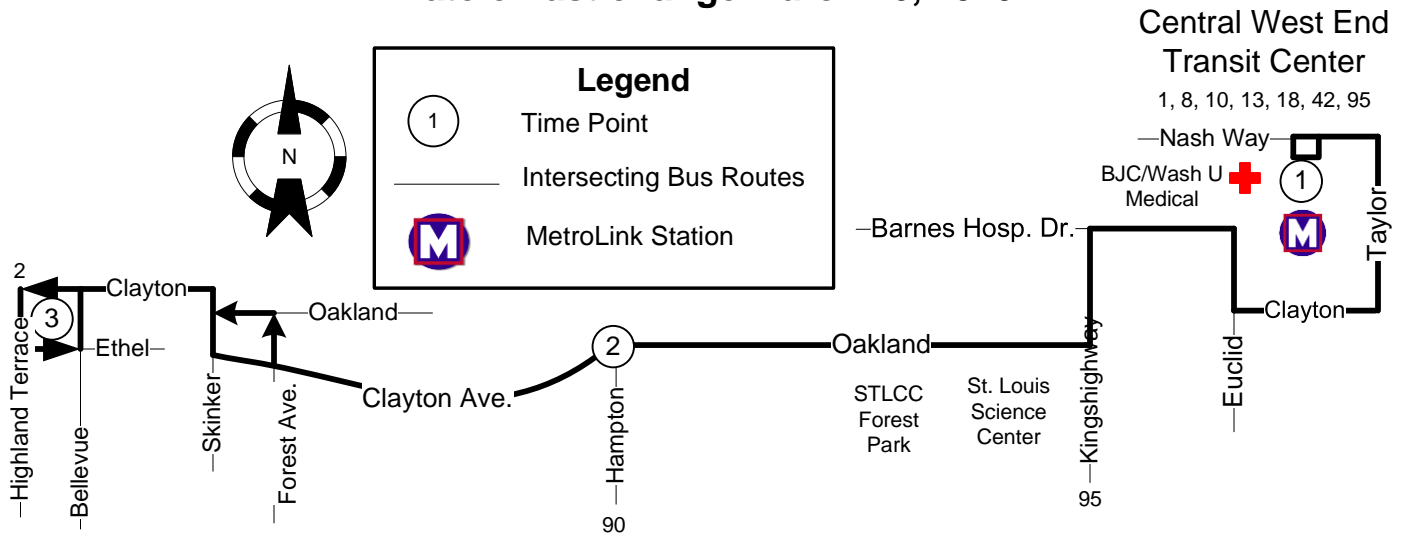 Central West End
Transit Center
1, 8, 10, 13, 18, 42, 95
Legend
1
Time Point
Intersecting Bus Routes
M
MetroLink Station
N
Nash Way
BJC/Wash U
Medical
1
M
Taylor
Barnes Hosp. Dr.
Clayton
Euclid
2
Clayton
3
Ethel
Oakland
Highland Terrace
Bellevue
Skinker
Forest Ave.
Clayton Ave.
2
Hampton
90
Oakland
STLCC
Forest
Park
St. Louis
Science
Center
Kingshighway
95